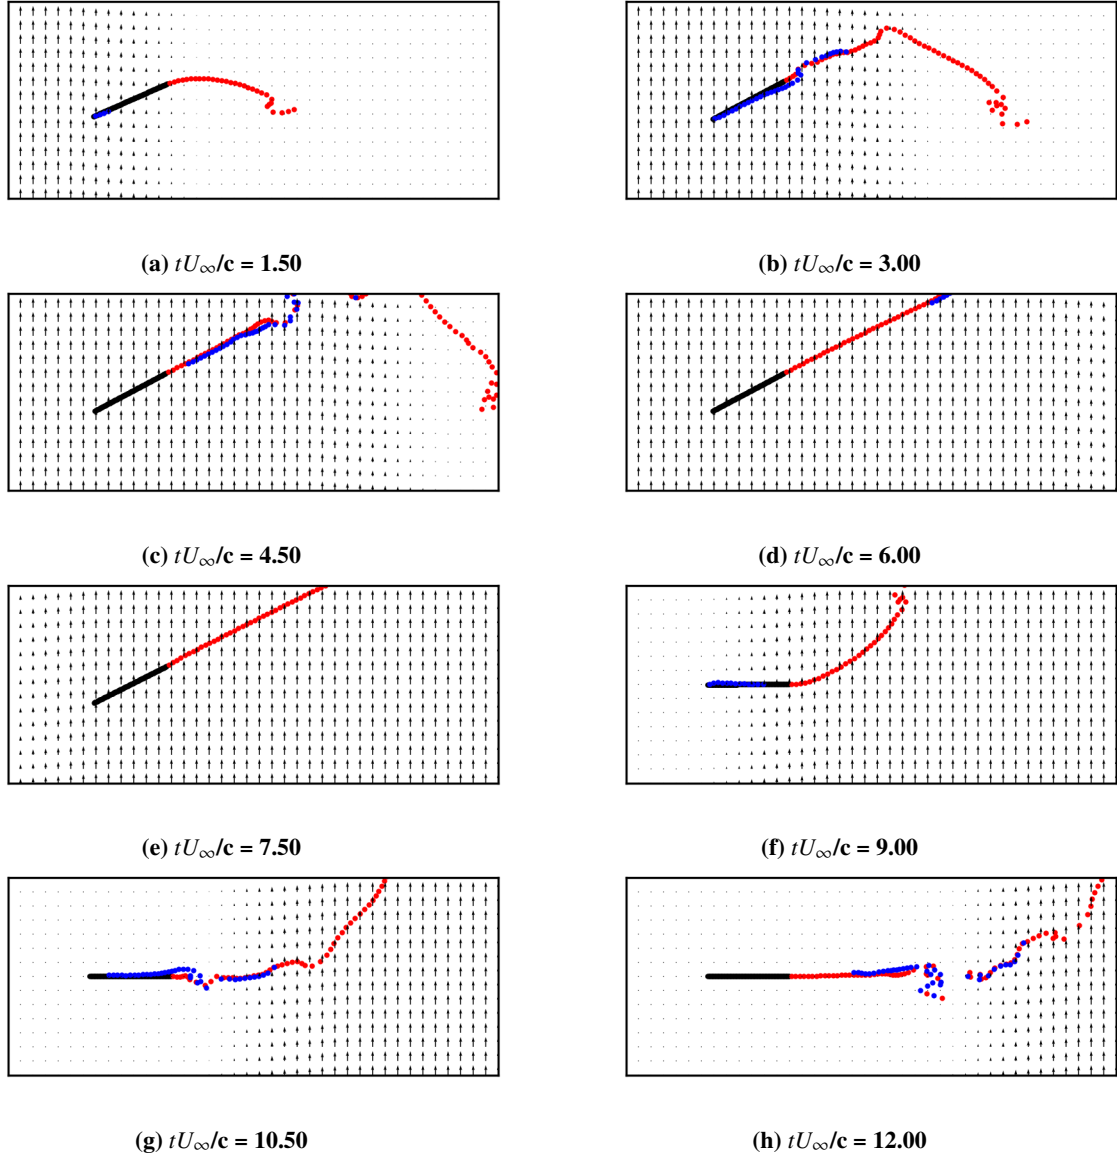 (a) tU∞/c = 1.50
(b) tU∞/c = 3.00
(c) tU∞/c = 4.50
(d) tU∞/c = 6.00
(e) tU∞/c = 7.50
(f) tU∞/c = 9.00
(g) tU∞/c = 10.50
(h) tU∞/c = 12.00